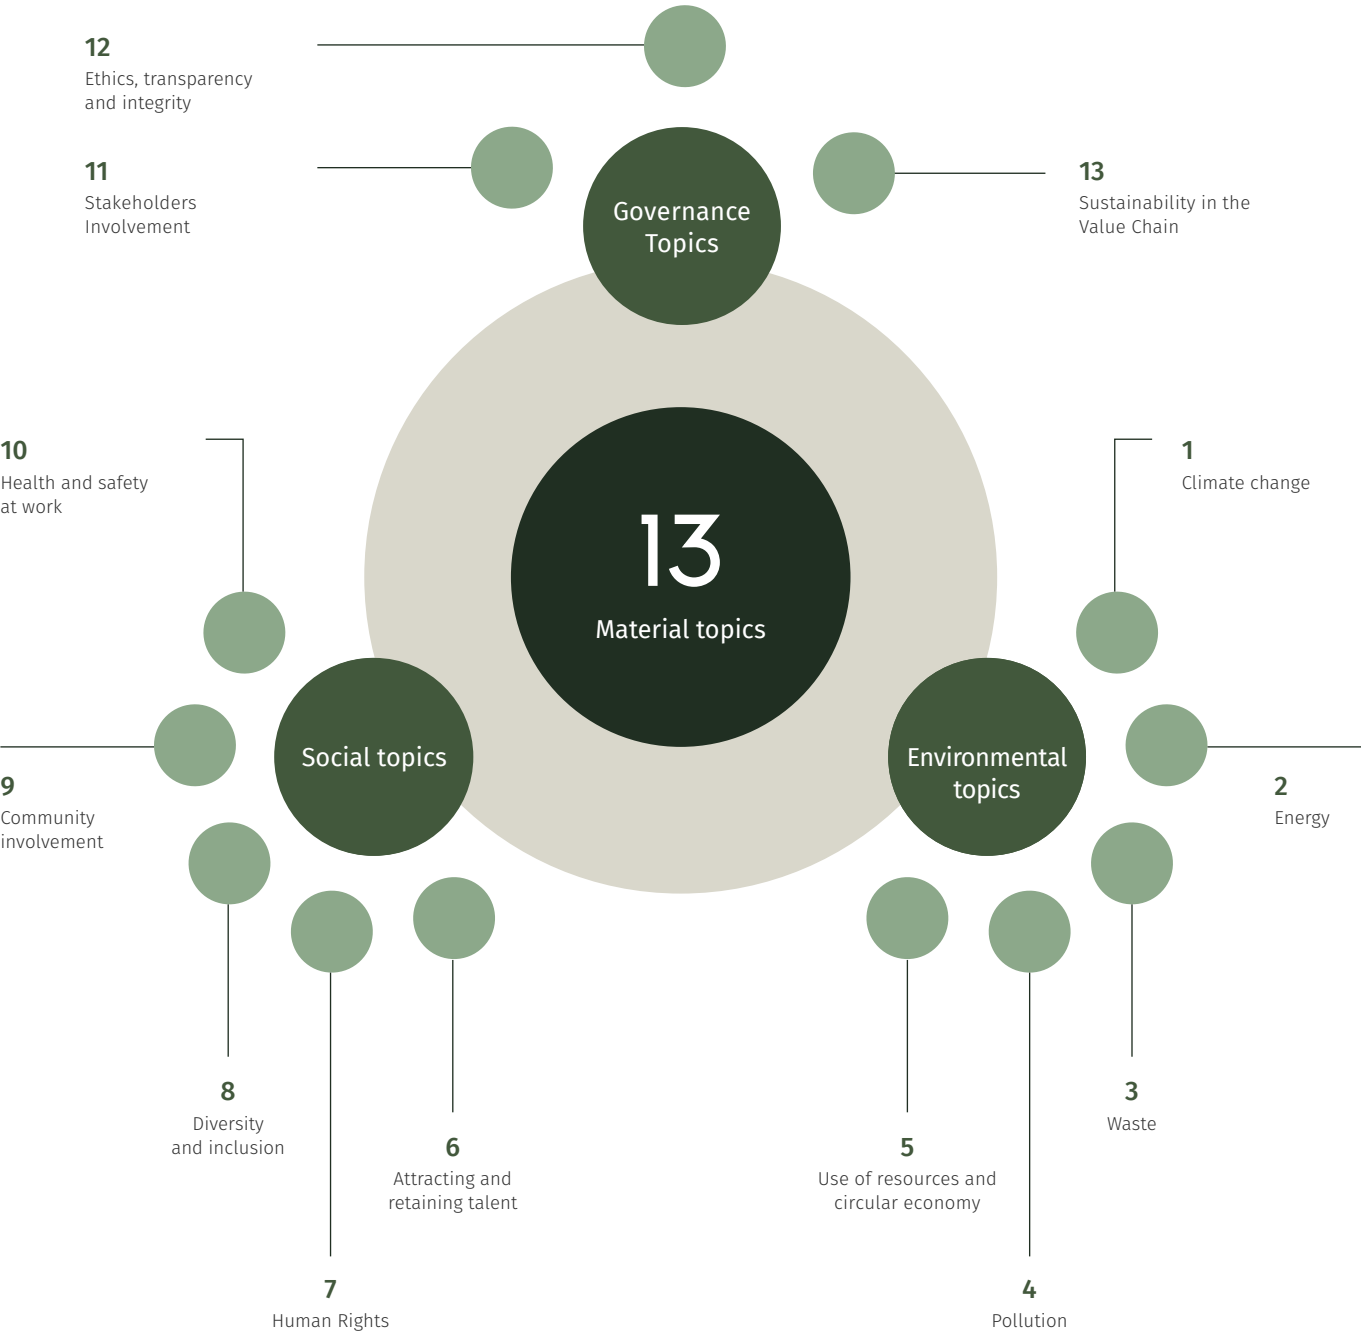 12
Ethics, transparency
and integrity
11
Stakeholders
Involvement
13
Sustainability in the
Value Chain
Governance
Topics
10
Health and safety
at work
1
Climate change
13
Material topics
Social topics
Environmental
topics
9
Community
involvement
2
Energy
8
Diversity
and inclusion
3
Waste
6
Attracting and
retaining talent
5
Use of resources and
circular economy
7
Human Rights
4
Pollution